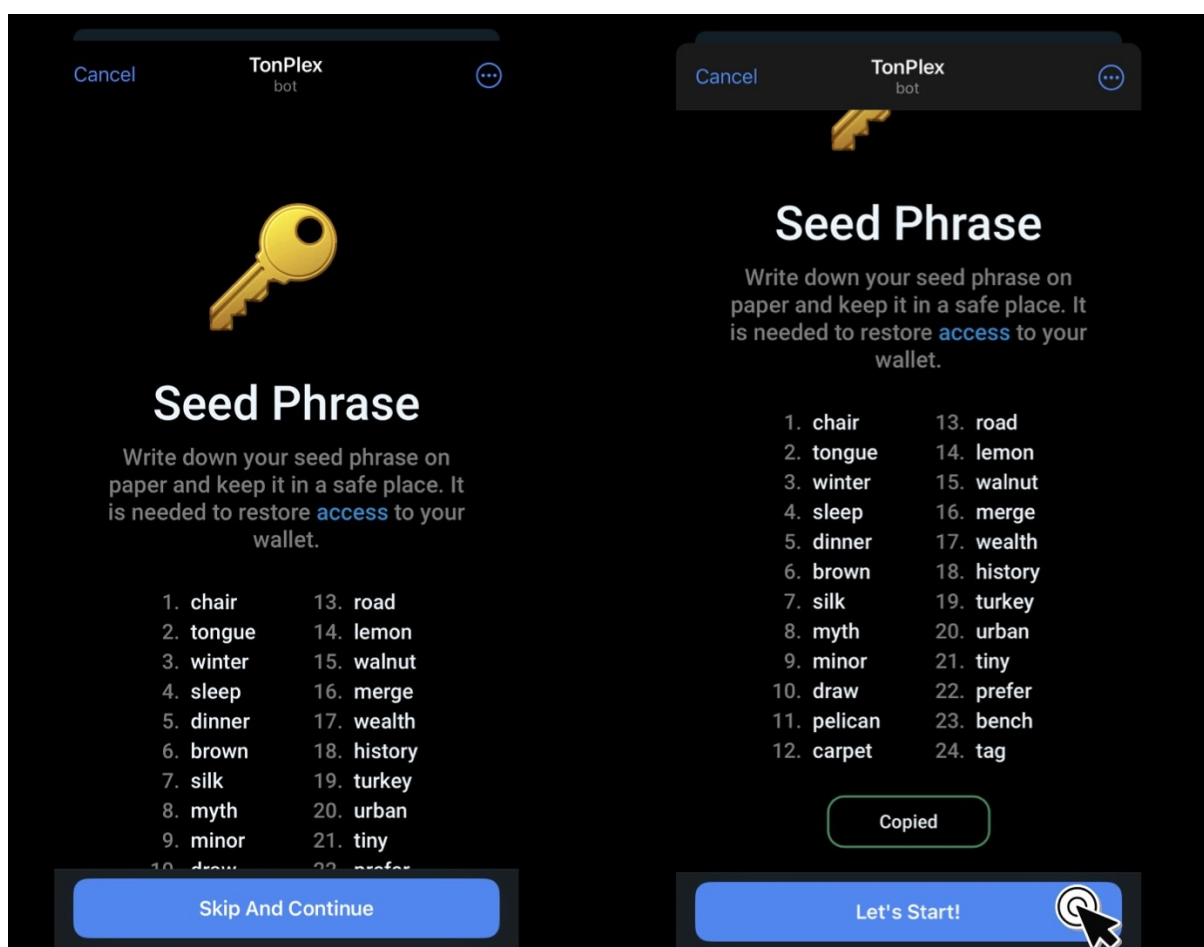 Cancel
TonPlex
bot
Seed Phrase
Write down your seed phrase on
paper and keep it in a safe place. It
is needed to restore access to your
wallet.
1. chair 13. road
2. tongue 14. lemon
3. winter 15. walnut
4. sleep 16. merge
5. dinner 17. wealth
6. brown 18. history
7. silk 19. turkey
8. myth 20. urban
9. minor 21. tiny
Skip And Continue
Cancel
TonPlex
bot
Seed Phrase
Write down your seed phrase on
paper and keep it in a safe place. It
is needed to restore access to your
wallet.
1. chair 13. road
2. tongue 14. lemon
3. winter 15. walnut
4. sleep 16. merge
5. dinner 17. wealth
6. brown 18. history
7. silk 19. turkey
8. myth 20. urban
9. minor 21. tiny
10. draw 22. prefer
11. pelican 23. bench
12. carpet 24. tag
Copied
Let's Start!